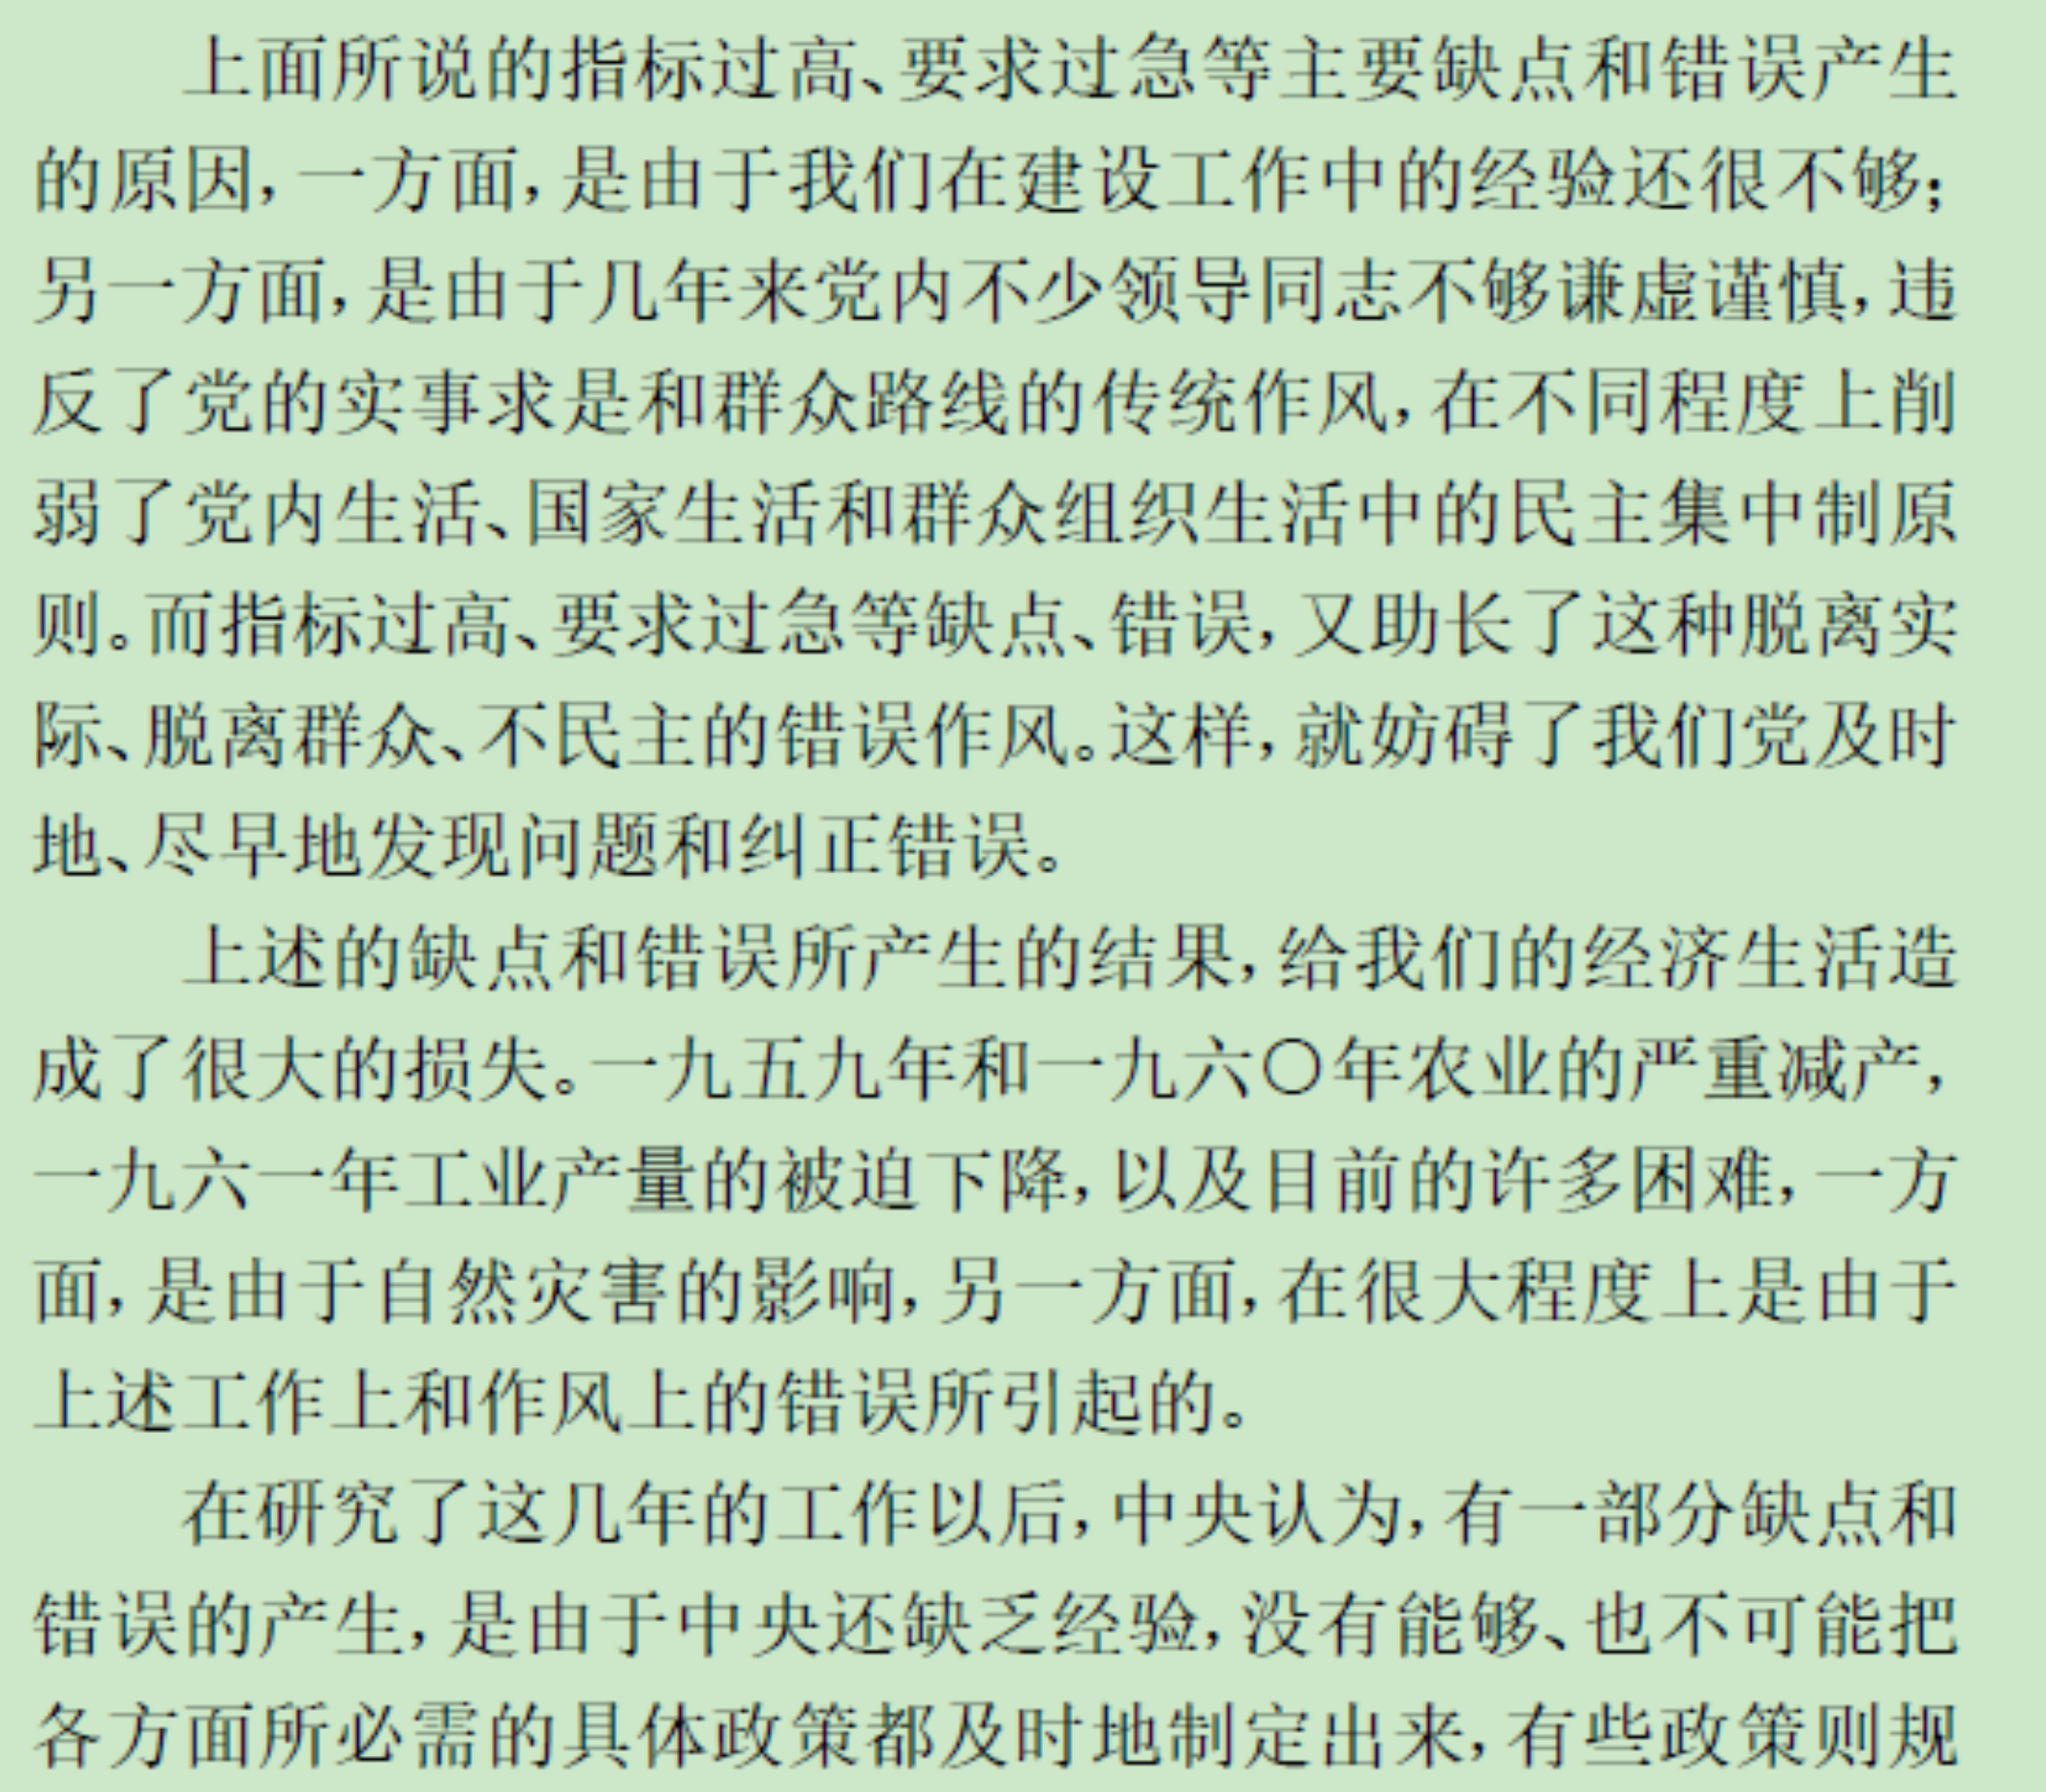 上面所说的指标过高、要求过急等主要缺点和错误产生
的原因，一方面，是由于我们在建设工作中的经验还很不够；
另一方面，是由于几年来党内不少领导同志不够谦虚谨慎，违
反了党的实事求是和群众路线的传统作风，在不同程度上削
弱了党内生活、国家生活和群众组织生活中的民主集中制原
则。而指标过高、要求过急等缺点、错误，又助长了这种脱离实
际、脱离群众、不民主的错误作风。这样，就妨碍了我们党及时
地、尽早地发现问题和纠正错误。
上述的缺点和错误所产生的结果，给我们的经济生活造
成了很大的损失。一九五九年和一九六〇年农业的严重减产，
一九六一年工业产量的被迫下降，以及目前的许多困难，一方
面，是由于自然灾害的影响，另一方面，在很大程度上是由于
上述工作上和作风上的错误所引起的。
在研究了这几年的工作以后，中央认为，有一部分缺点和
错误的产生，是由于中央还缺乏经验，没有能够、也不可能把
各方面所必需的具体政策都及时地制定出来，有些政策则规